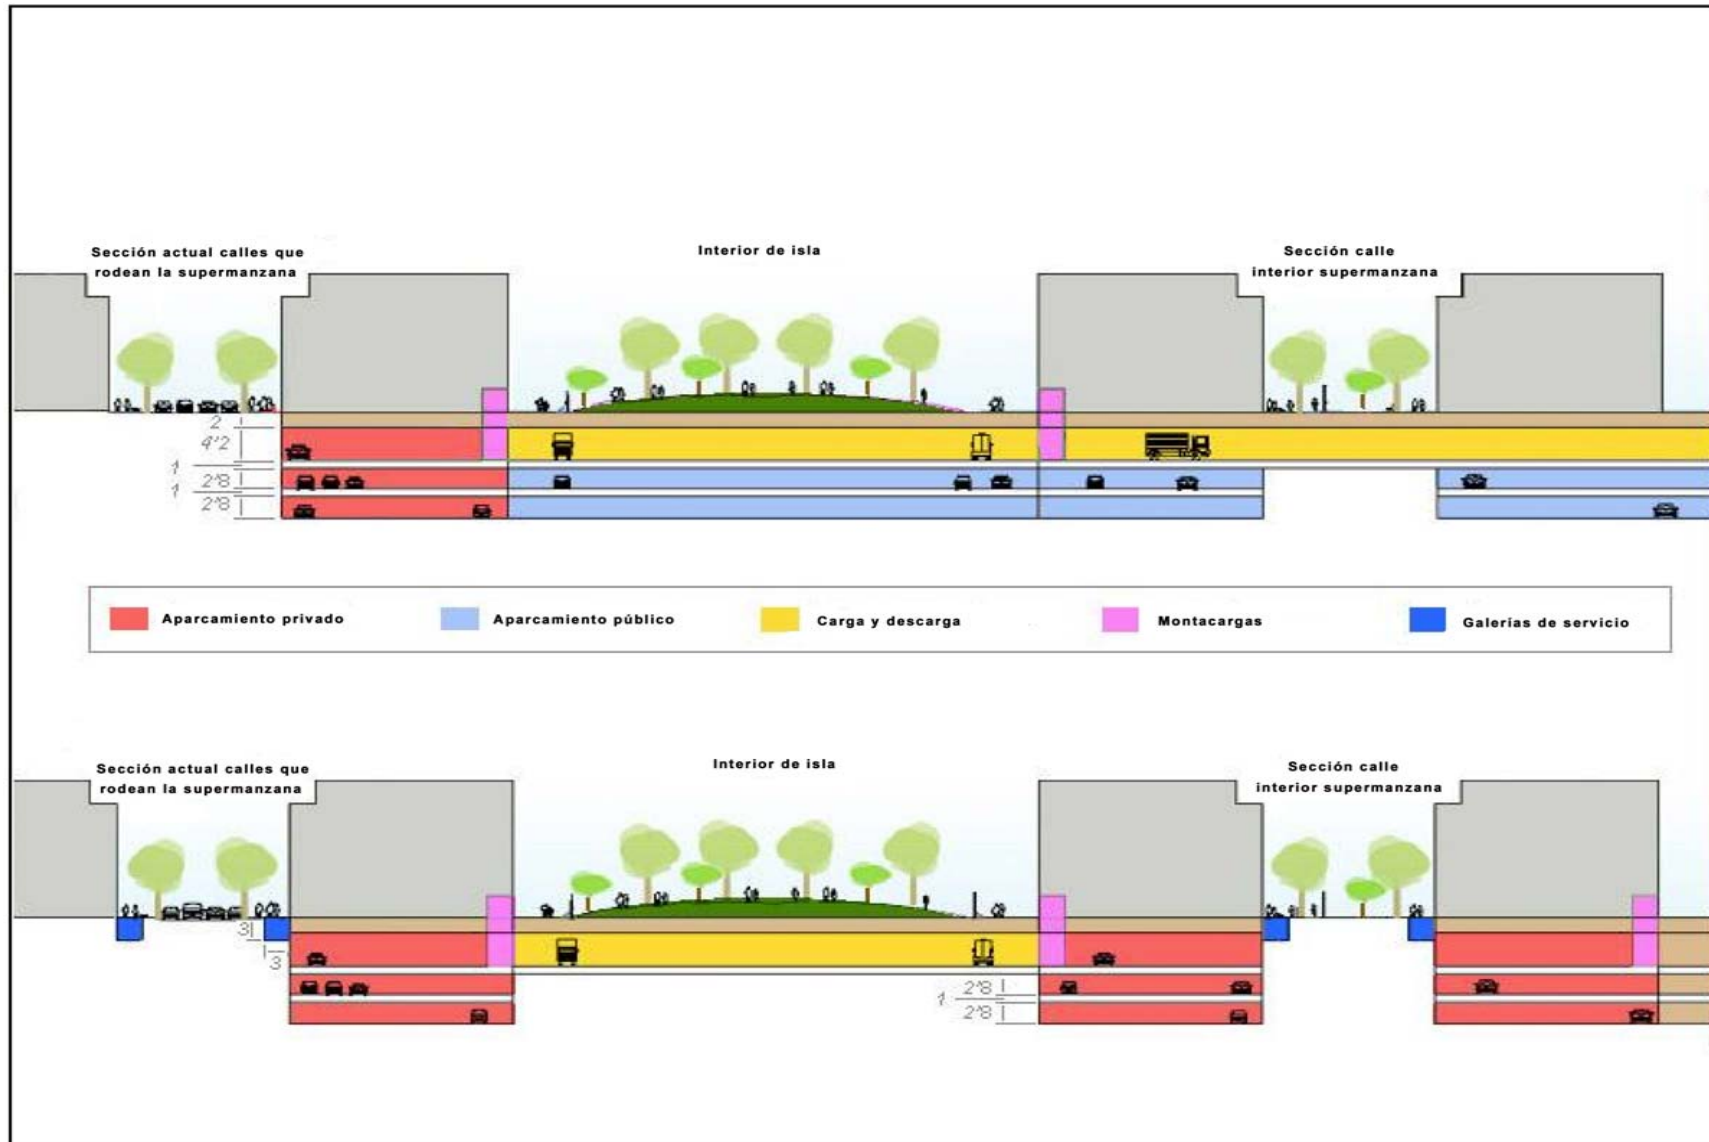 Sección actual calles que
rodean la supermanzana
Interior de isla
Sección calle
interior supermanzana
2
4'2
1
2'8
1
2'8
Aparcamiento privado
Aparcamiento público
Carga y descarga
Montacargas
Galerías de servicio
Sección actual calles que
rodean la supermanzana
Interior de isla
Sección calle
interior supermanzana
3
3
2'8
1
2'8